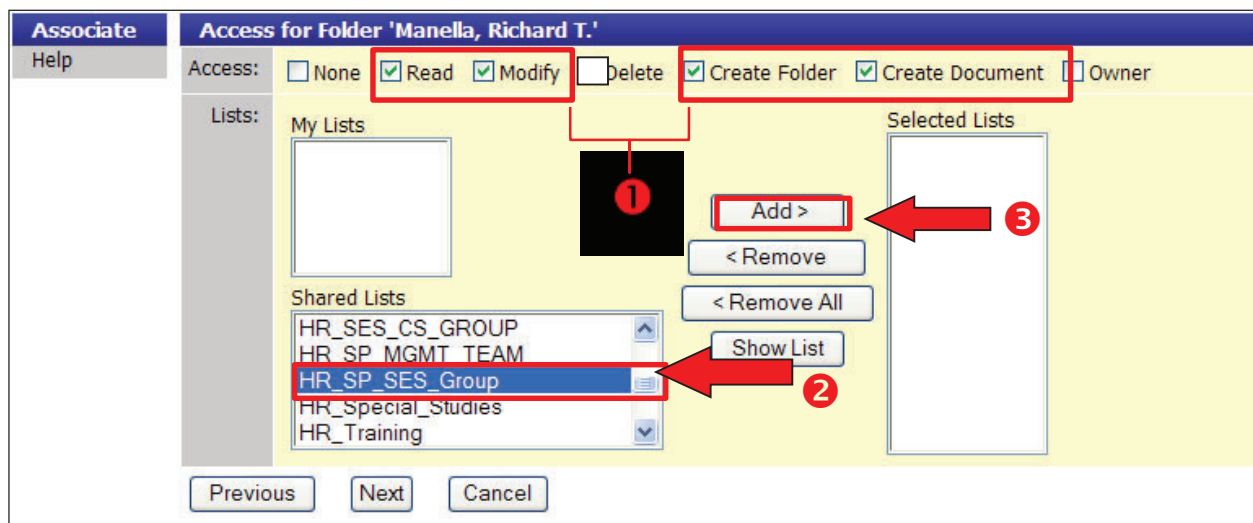 Associate
Access for Folder 'Manella, Richard T.'
Help
Access: None Read Modify Delete Create Folder Create Document Owner
Lists:
My Lists
Selected Lists
1
Add >
3
< Remove
Shared Lists
< Remove All
HR_SES_CS_GROUP
HR_SP_MGMT_TEAM
Show List
HR_SP_SES_Group
2
HR_Special_Studies
HR_Training
Previous Next Cancel